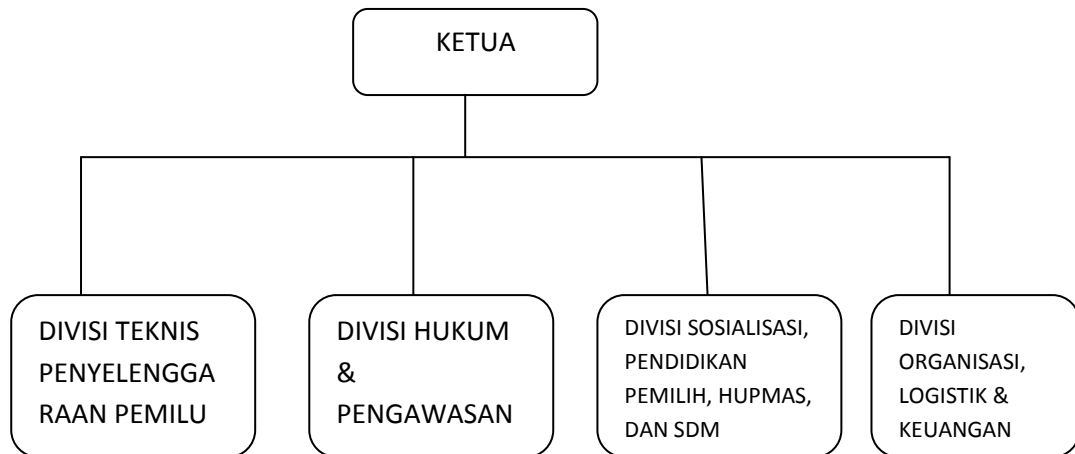 KETUA
DIVISI TEKNIS
PENYELENGGA
RAAN PEMILU
DIVISI HUKUM
&
PENGAWASAN
DIVISI SOSIALISASI,
PENDIDIKAN
PEMILIH, HUPMAS,
DAN SDM
DIVISI
ORGANISASI,
LOGISTIK &
KEUANGAN